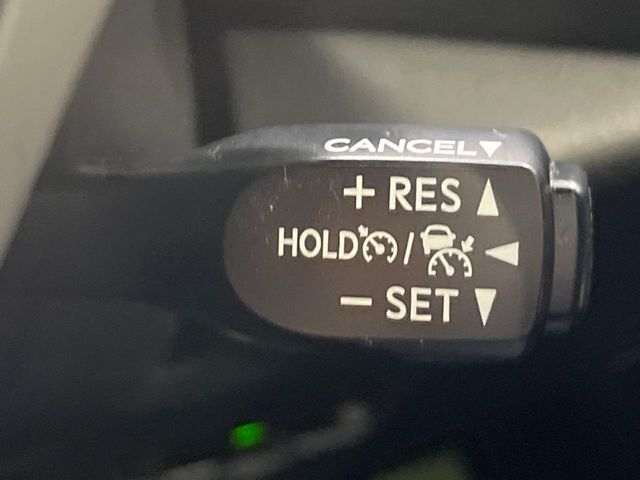 CANCEL▼
+ RES ▲
HOLD / ◀
− SET ▼